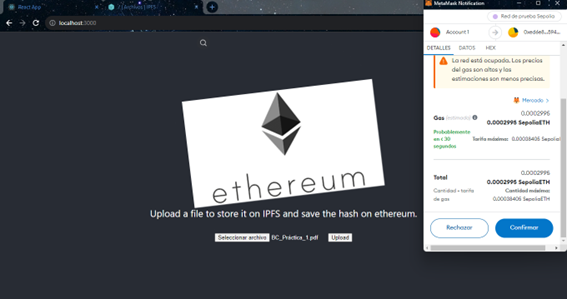 React App
Archivos | IPFS
localhost:3000
ethereum
Upload a file to store it on IPFS and save the hash on ethereum.
Seleccionar archivo BC_Práctica_1.pdf Upload
MetaMask Notification
Red de prueba Sepolia
Account 1
DETALLES DATOS HEX
La red está ocupada. Los precios
del gas son altos y las
estimaciones son menos precisas.
Mercado >
Gas (estimado) 0.0002995
0.0002995 SepoliaETH
Probablemente
en < 30
segundos
Tarifa máxima: 0.00038405 SepoliaETH
Total 0.0002995
0.0002995 SepoliaETH
Cantidad + tarifa
de gas
Cantidad máxima:
0.00038405 SepoliaETH
Rechazar Confirmar